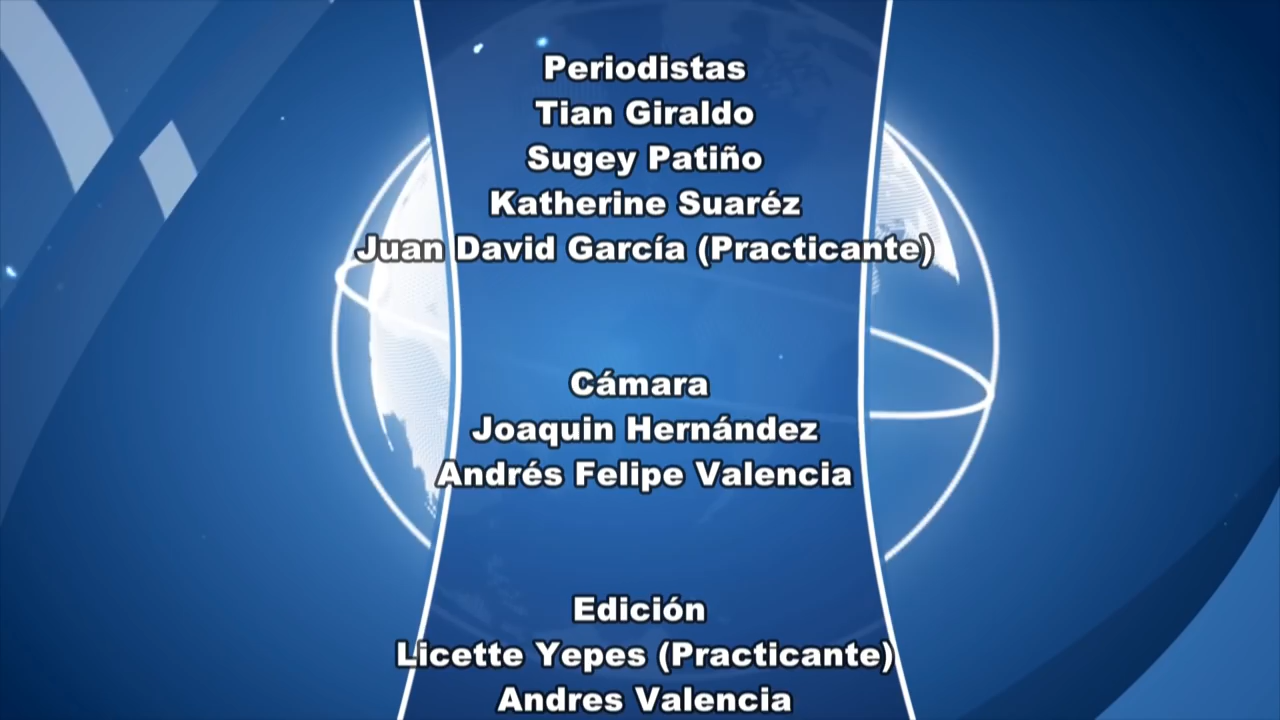 Periodistas
Tian Giraldo
Sugey Patiño
Katherine Suaréz
Juan David García (Practicante)
Cámara
Joaquin Hernández
Andrés Felipe Valencia
Edición
Licette Yepes (Practicante)
Andres Valencia